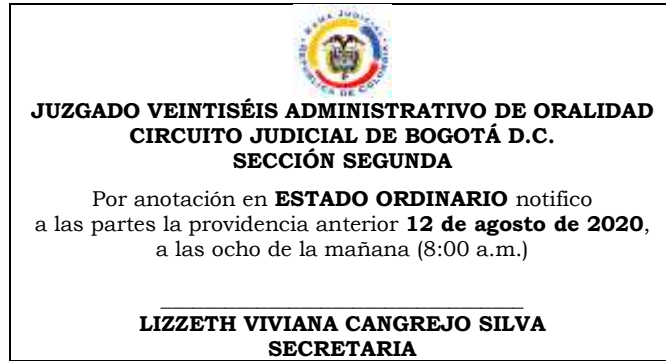 JUZGADO VEINTISÉIS ADMINISTRATIVO DE ORALIDAD
CIRCUITO JUDICIAL DE BOGOTÁ D.C.
SECCIÓN SEGUNDA
Por anotación en ESTADO ORDINARIO notifico
a las partes la providencia anterior 12 de agosto de 2020,
a las ocho de la mañana (8:00 a.m.)
LIZZETH VIVIANA CANGREJO SILVA
SECRETARIA